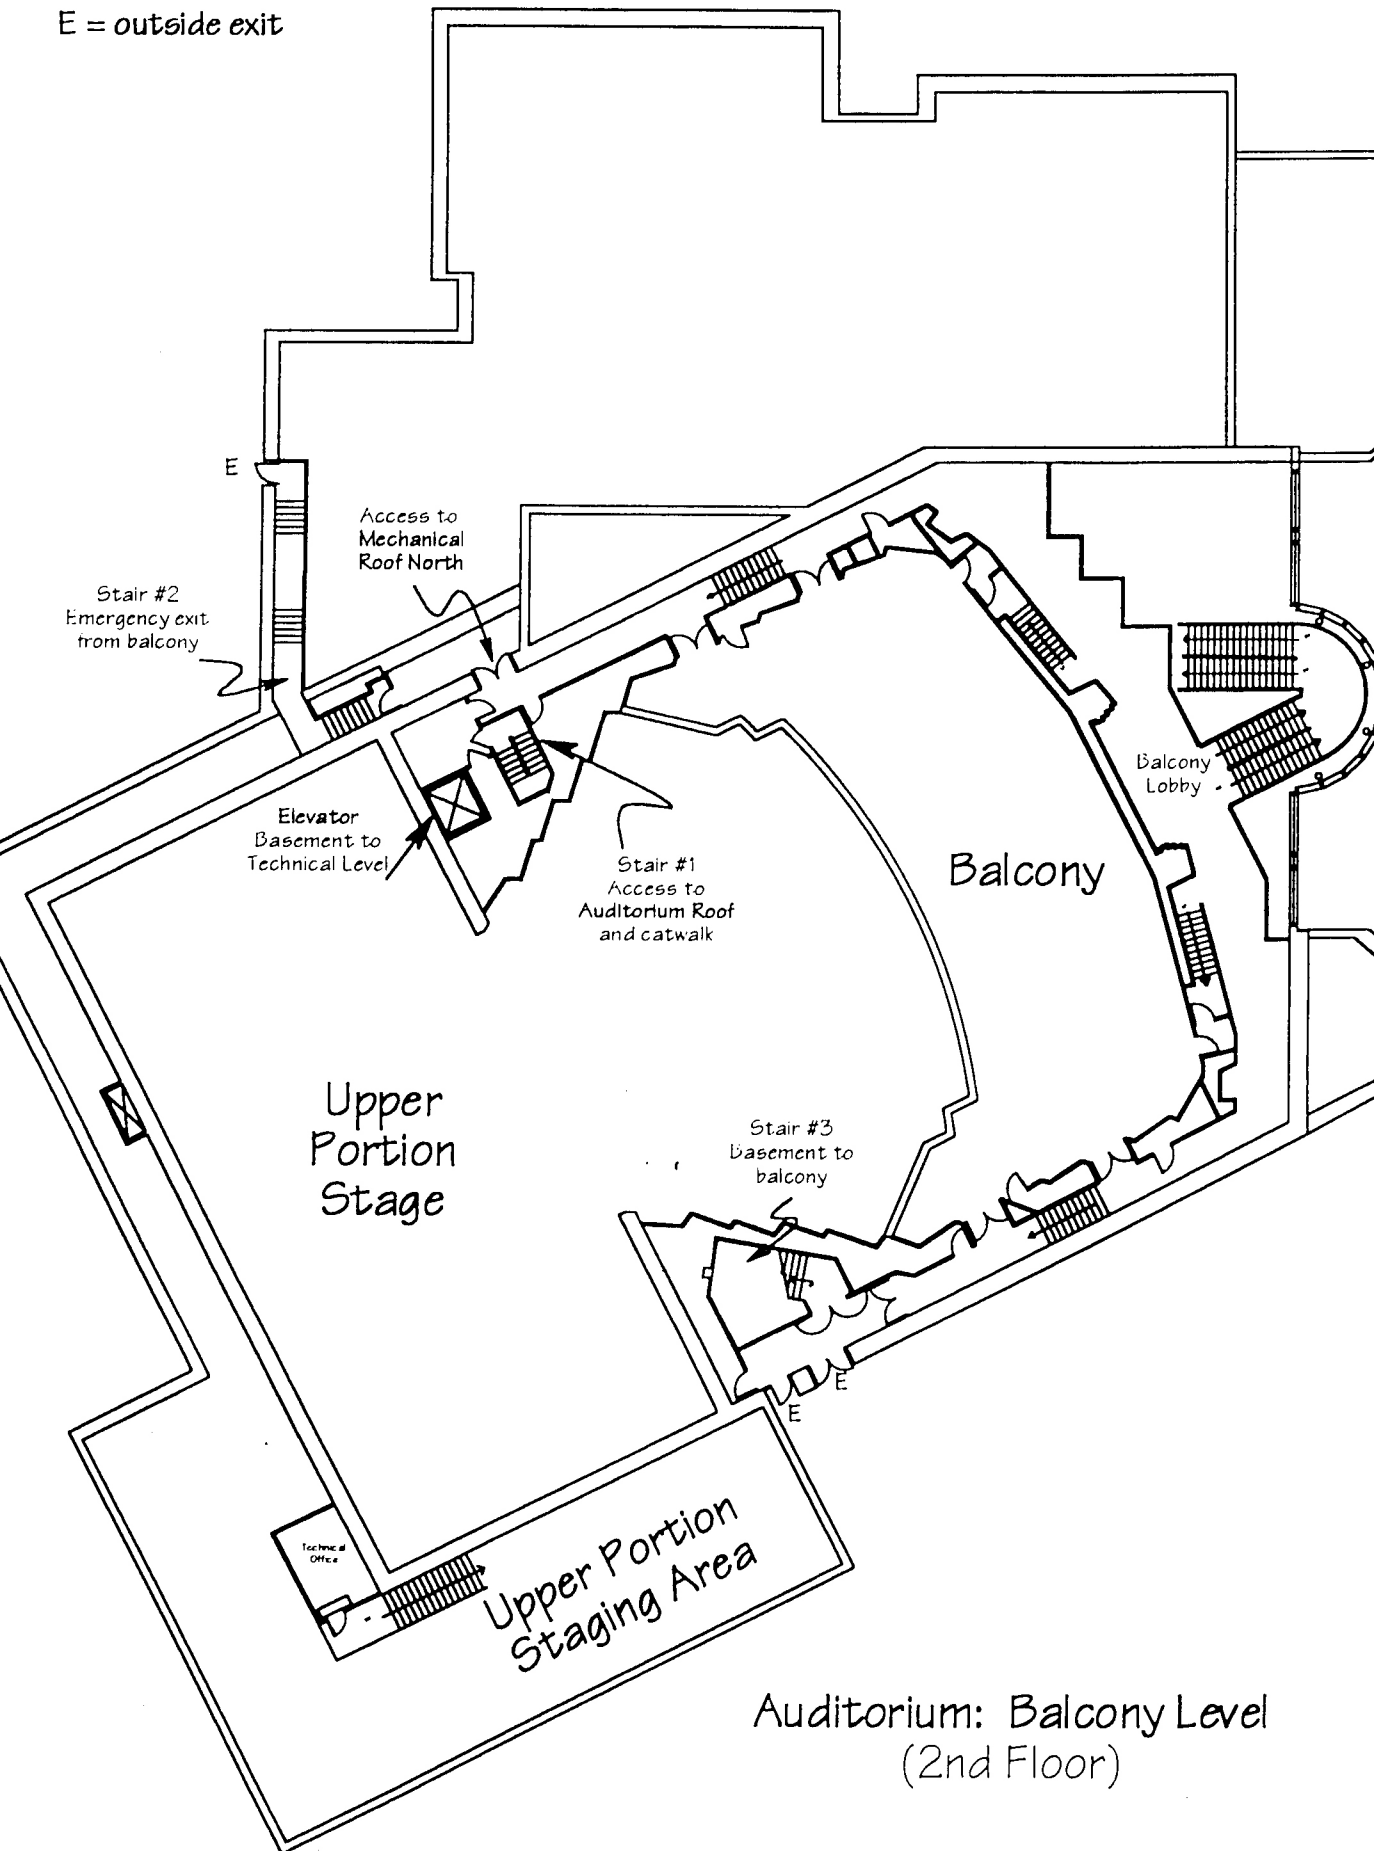 E = outside exit
E
Access to
Mechanical
Roof North
Stair #2
Emergency exit
from balcony
Elevator
Basement to
Technical Level
Stair #1
Access to
Auditorium Roof
and catwalk
Balcony
Lobby
Balcony
Upper
Portion
Stage
Stair #3
Basement to
balcony
E
E
Technical
Office
Upper Portion
Staging Area
Auditorium: Balcony Level
(2nd Floor)